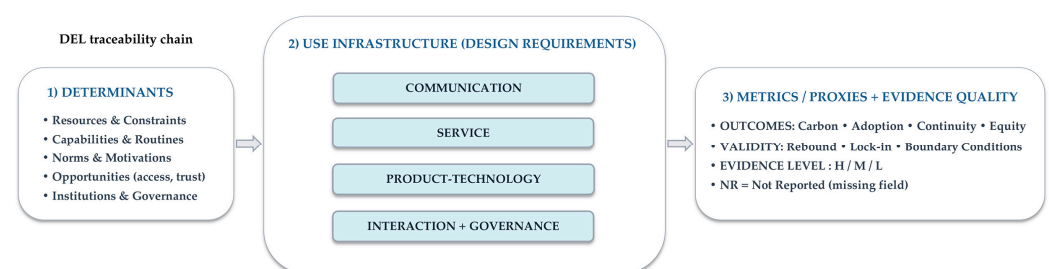 DEL traceability chain
1) DETERMINANTS
• Resources & Constraints
• Capabilities & Routines
• Norms & Motivations
• Opportunities (access, trust)
• Institutions & Governance
2) USE INFRASTRUCTURE (DESIGN REQUIREMENTS)
COMMUNICATION
SERVICE
PRODUCT-TECHNOLOGY
INTERACTION + GOVERNANCE
3) METRICS / PROXIES + EVIDENCE QUALITY
• OUTCOMES: Carbon • Adoption • Continuity • Equity
• VALIDITY: Rebound • Lock-in • Boundary Conditions
• EVIDENCE LEVEL : H / M / L
• NR = Not Reported (missing field)